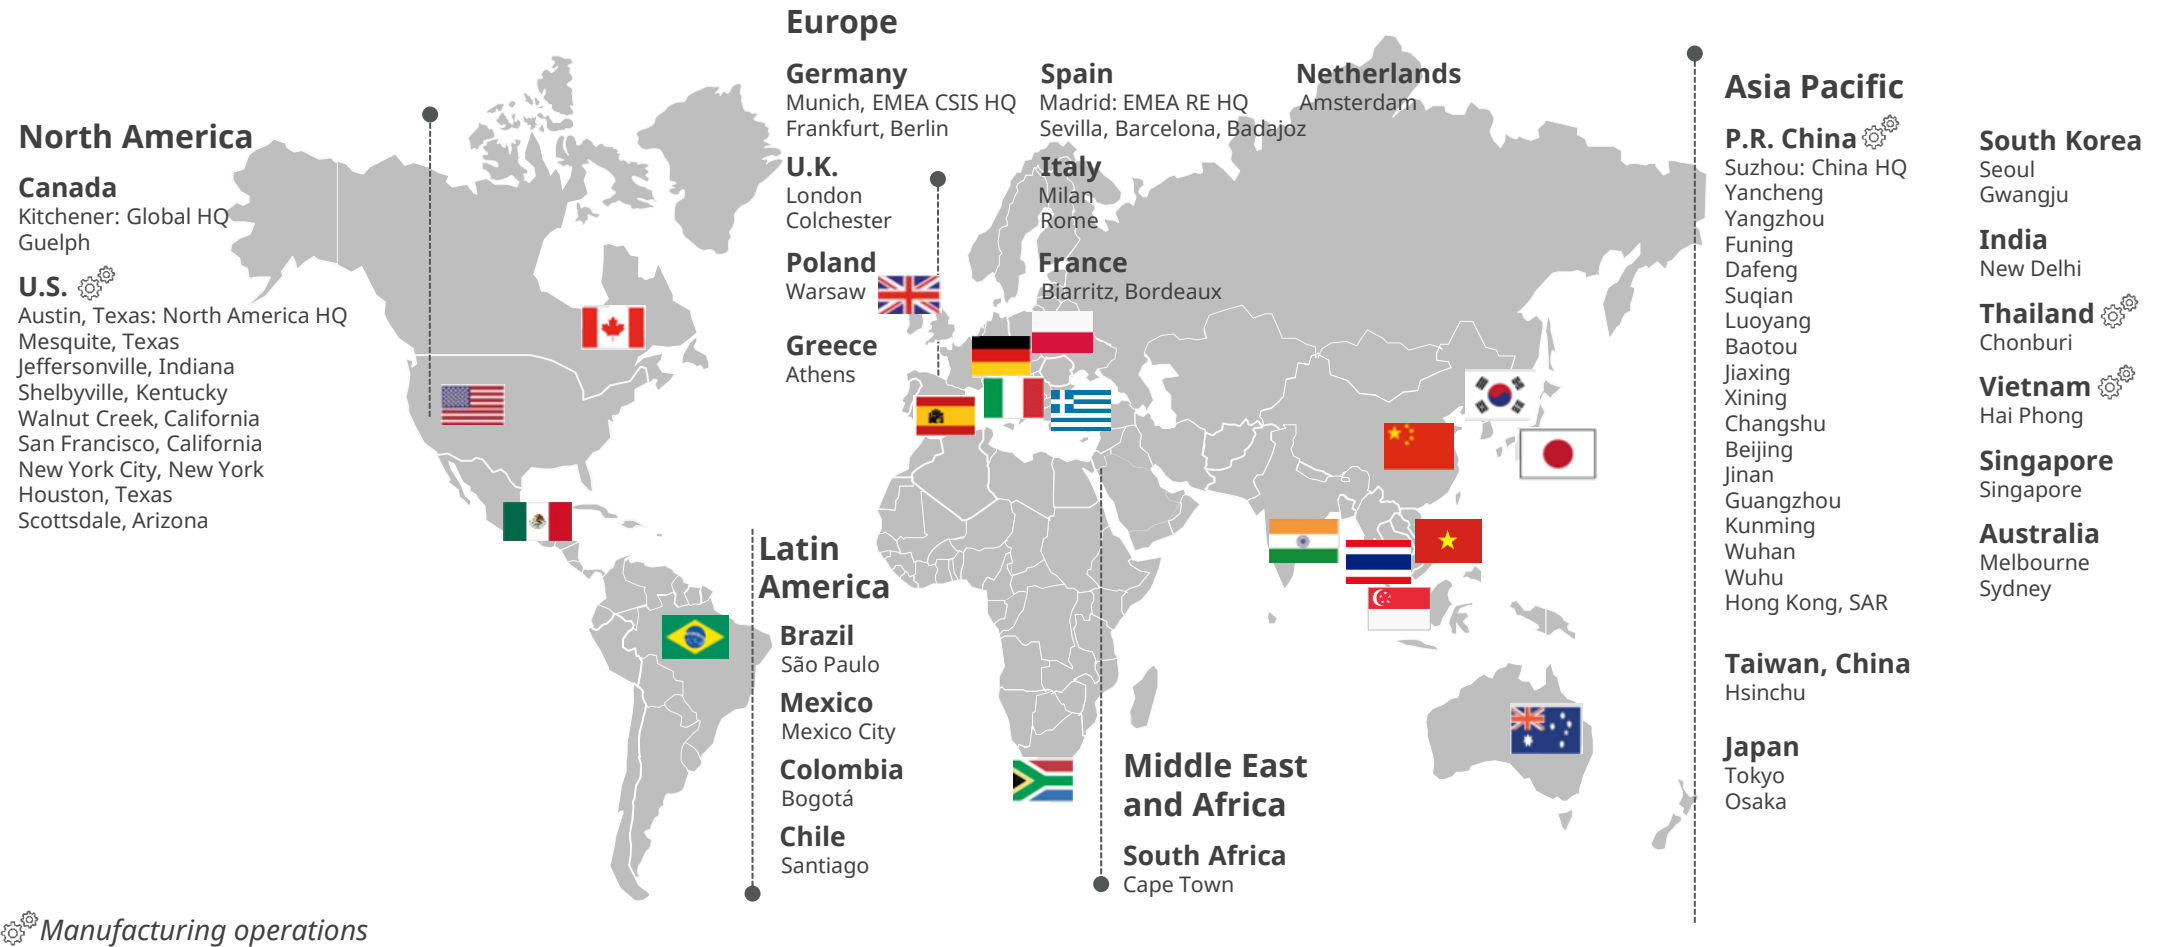 North America
Canada
Kitchener: Global HQ
Guelph
U.S.
Austin, Texas: North America HQ
Mesquite, Texas
Jeffersonville, Indiana
Shelbyville, Kentucky
Walnut Creek, California
San Francisco, California
New York City, New York
Houston, Texas
Scottsdale, Arizona
Europe
Germany
Munich, EMEA CSIS HQ
Frankfurt, Berlin
U.K.
London
Colchester
Poland
Warsaw
Greece
Athens
Spain
Madrid: EMEA RE HQ
Sevilla, Barcelona, Badajoz
Italy
Milan
Rome
France
Biarritz, Bordeaux
Netherlands
Amsterdam
Latin
America
Brazil
São Paulo
Mexico
Mexico City
Colombia
Bogotá
Chile
Santiago
Middle East
and Africa
South Africa
Cape Town
Asia Pacific
P.R. China
Suzhou: China HQ
Yancheng
Yangzhou
Funing
Dafeng
Suqian
Luoyang
Baotou
Jiaxing
Xining
Changshu
Beijing
Jinan
Guangzhou
Kunming
Wuhan
Wuhu
Hong Kong, SAR
Taiwan, China
Hsinchu
Japan
Tokyo
Osaka
South Korea
Seoul
Gwangju
India
New Delhi
Thailand
Chonburi
Vietnam
Hai Phong
Singapore
Singapore
Australia
Melbourne
Sydney
Manufacturing operations